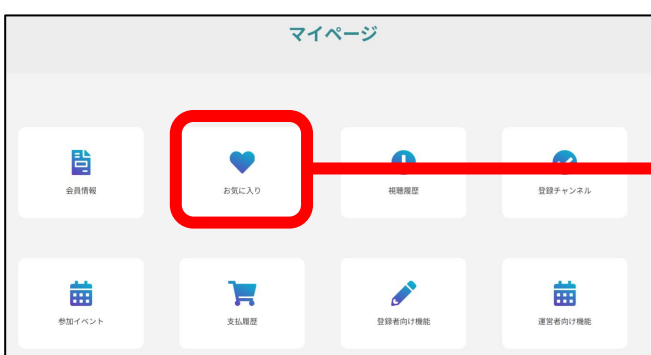 マイページ
会員情報
お気に入り
視聴履歴
登録チャンネル
参加イベント
支払履歴
登録者向け機能
運営者向け機能